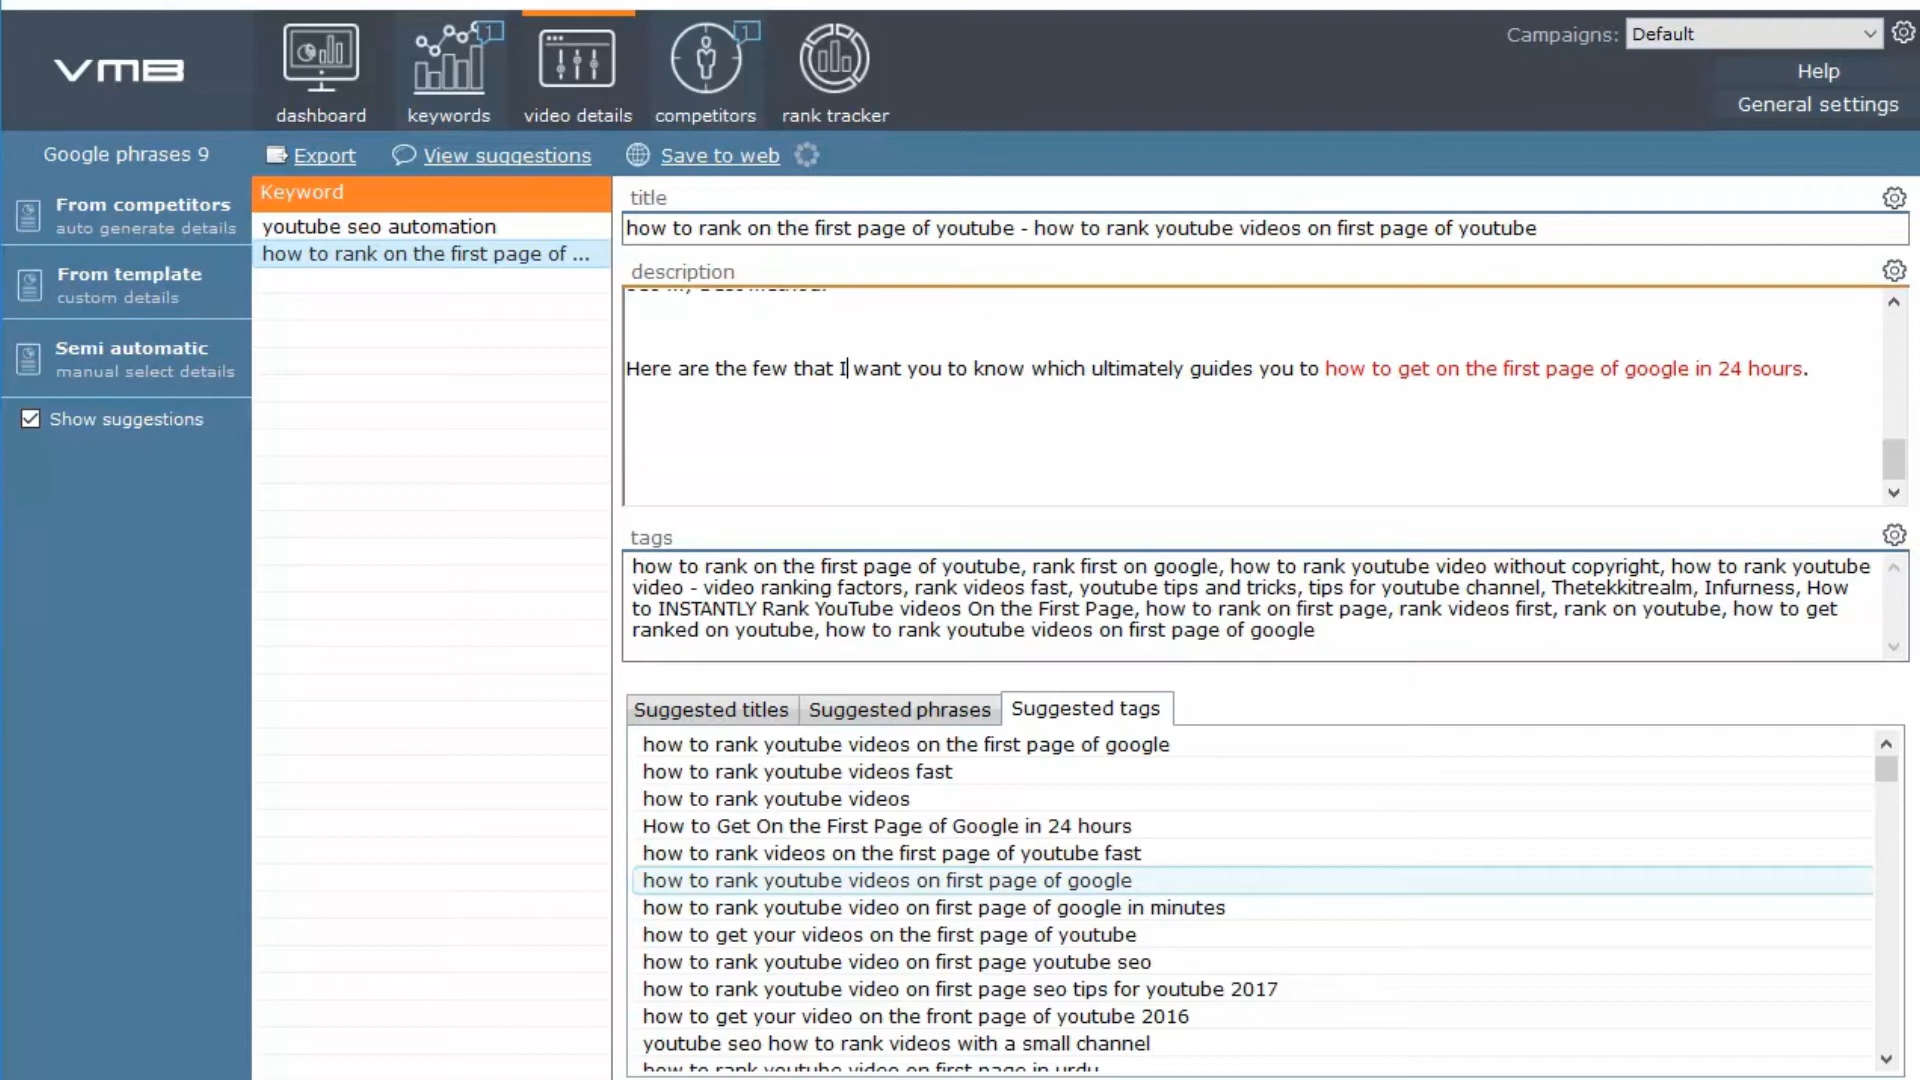 VMB
dashboard
1
keywords
video details
1
competitors
rank tracker
Campaigns:
Default
Help
General settings
Google phrases 9
Export
View suggestions
Save to web
From competitors
auto generate details
From template
custom details
Semi automatic
manual select details
Show suggestions
Keyword
youtube seo automation
how to rank on the first page of ...
title
how to rank on the first page of youtube - how to rank youtube videos on first page of youtube
description
Here are the few that I want you to know which ultimately guides you to how to get on the first page of google in 24 hours.
tags
how to rank on the first page of youtube, rank first on google, how to rank youtube video without copyright, how to rank youtube
video - video ranking factors, rank videos fast, youtube tips and tricks, tips for youtube channel, Thetekkitrealm, Infurness, How
to INSTANTLY Rank YouTube videos On the First Page, how to rank on first page, rank videos first, rank on youtube, how to get
ranked on youtube, how to rank youtube videos on first page of google
Suggested titles
Suggested phrases
Suggested tags
how to rank youtube videos on the first page of google
how to rank youtube videos fast
how to rank youtube videos
How to Get On the First Page of Google in 24 hours
how to rank videos on the first page of youtube fast
how to rank youtube videos on first page of google
how to rank youtube video on first page of google in minutes
how to get your videos on the first page of youtube
how to rank youtube video on first page youtube seo
how to rank youtube video on first page seo tips for youtube 2017
how to get your video on the front page of youtube 2016
youtube seo how to rank videos with a small channel
how to rank youtube video on first page in urdu